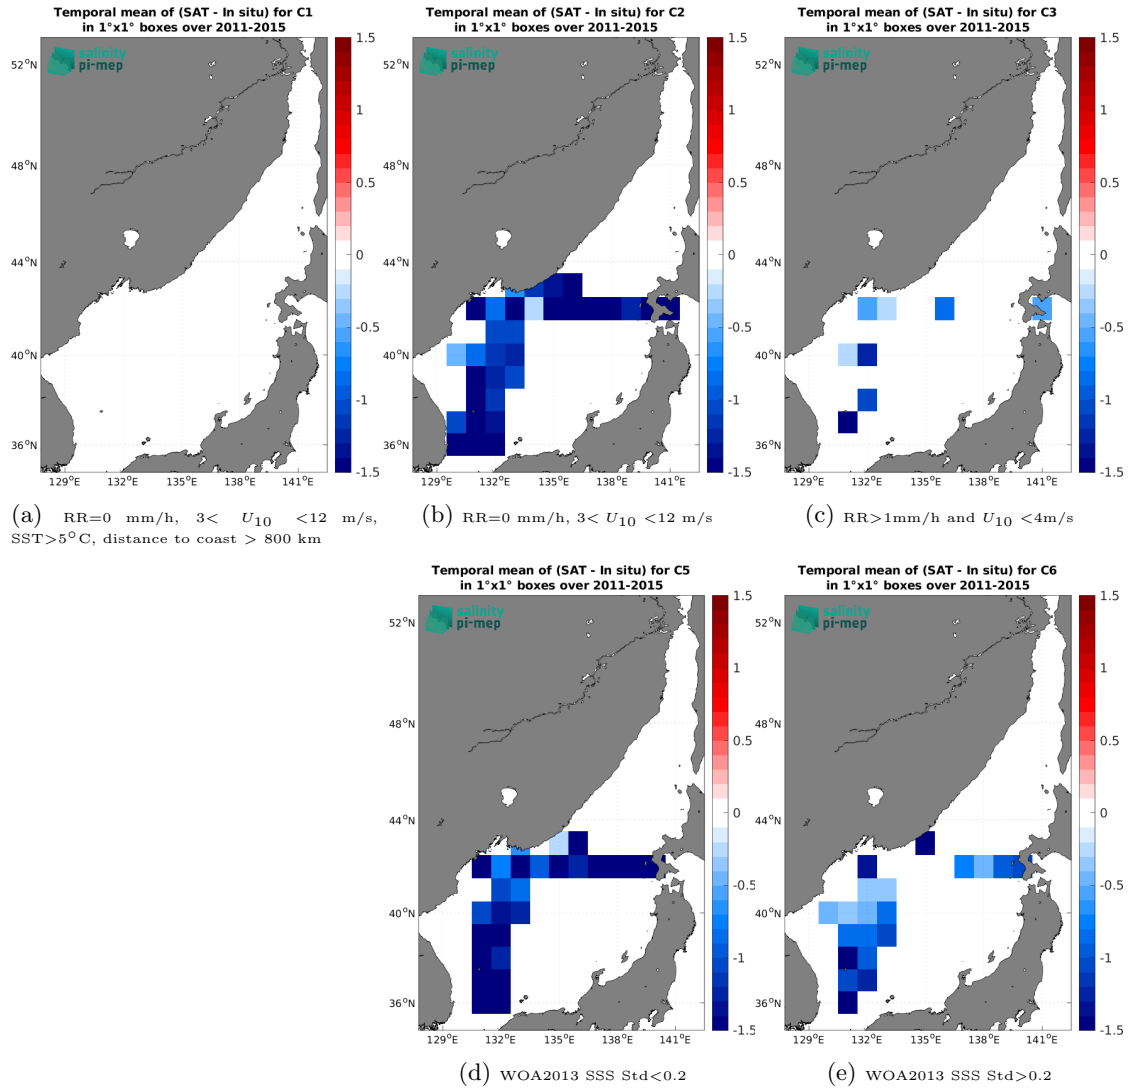 Temporal mean of (SAT - In situ) for C1
in 1°x1° boxes over 2011-2015
salinity
pi-mep
52°N
48°N
44°N
40°N
36°N
129°E 132°E 135°E 138°E 141°E
1.5
1
0.5
0
-0.5
-1
-1.5
(a) RR=0 mm/h, 3< U10 <12 m/s,
SST>5°C, distance to coast > 800 km
Temporal mean of (SAT - In situ) for C2
in 1°x1° boxes over 2011-2015
salinity
pi-mep
52°N
48°N
44°N
40°N
36°N
129°E 132°E 135°E 138°E 141°E
1.5
1
0.5
0
-0.5
-1
-1.5
(b) RR=0 mm/h, 3< U10 <12 m/s
Temporal mean of (SAT - In situ) for C3
in 1°x1° boxes over 2011-2015
salinity
pi-mep
52°N
48°N
44°N
40°N
36°N
129°E 132°E 135°E 138°E 141°E
1.5
1
0.5
0
-0.5
-1
-1.5
(c) RR>1mm/h and U10 <4m/s
Temporal mean of (SAT - In situ) for C5
in 1°x1° boxes over 2011-2015
salinity
pi-mep
52°N
48°N
44°N
40°N
36°N
129°E 132°E 135°E 138°E 141°E
1.5
1
0.5
0
-0.5
-1
-1.5
(d) WOA2013 SSS Std<0.2
Temporal mean of (SAT - In situ) for C6
in 1°x1° boxes over 2011-2015
salinity
pi-mep
52°N
48°N
44°N
40°N
36°N
129°E 132°E 135°E 138°E 141°E
1.5
1
0.5
0
-0.5
-1
-1.5
(e) WOA2013 SSS Std>0.2